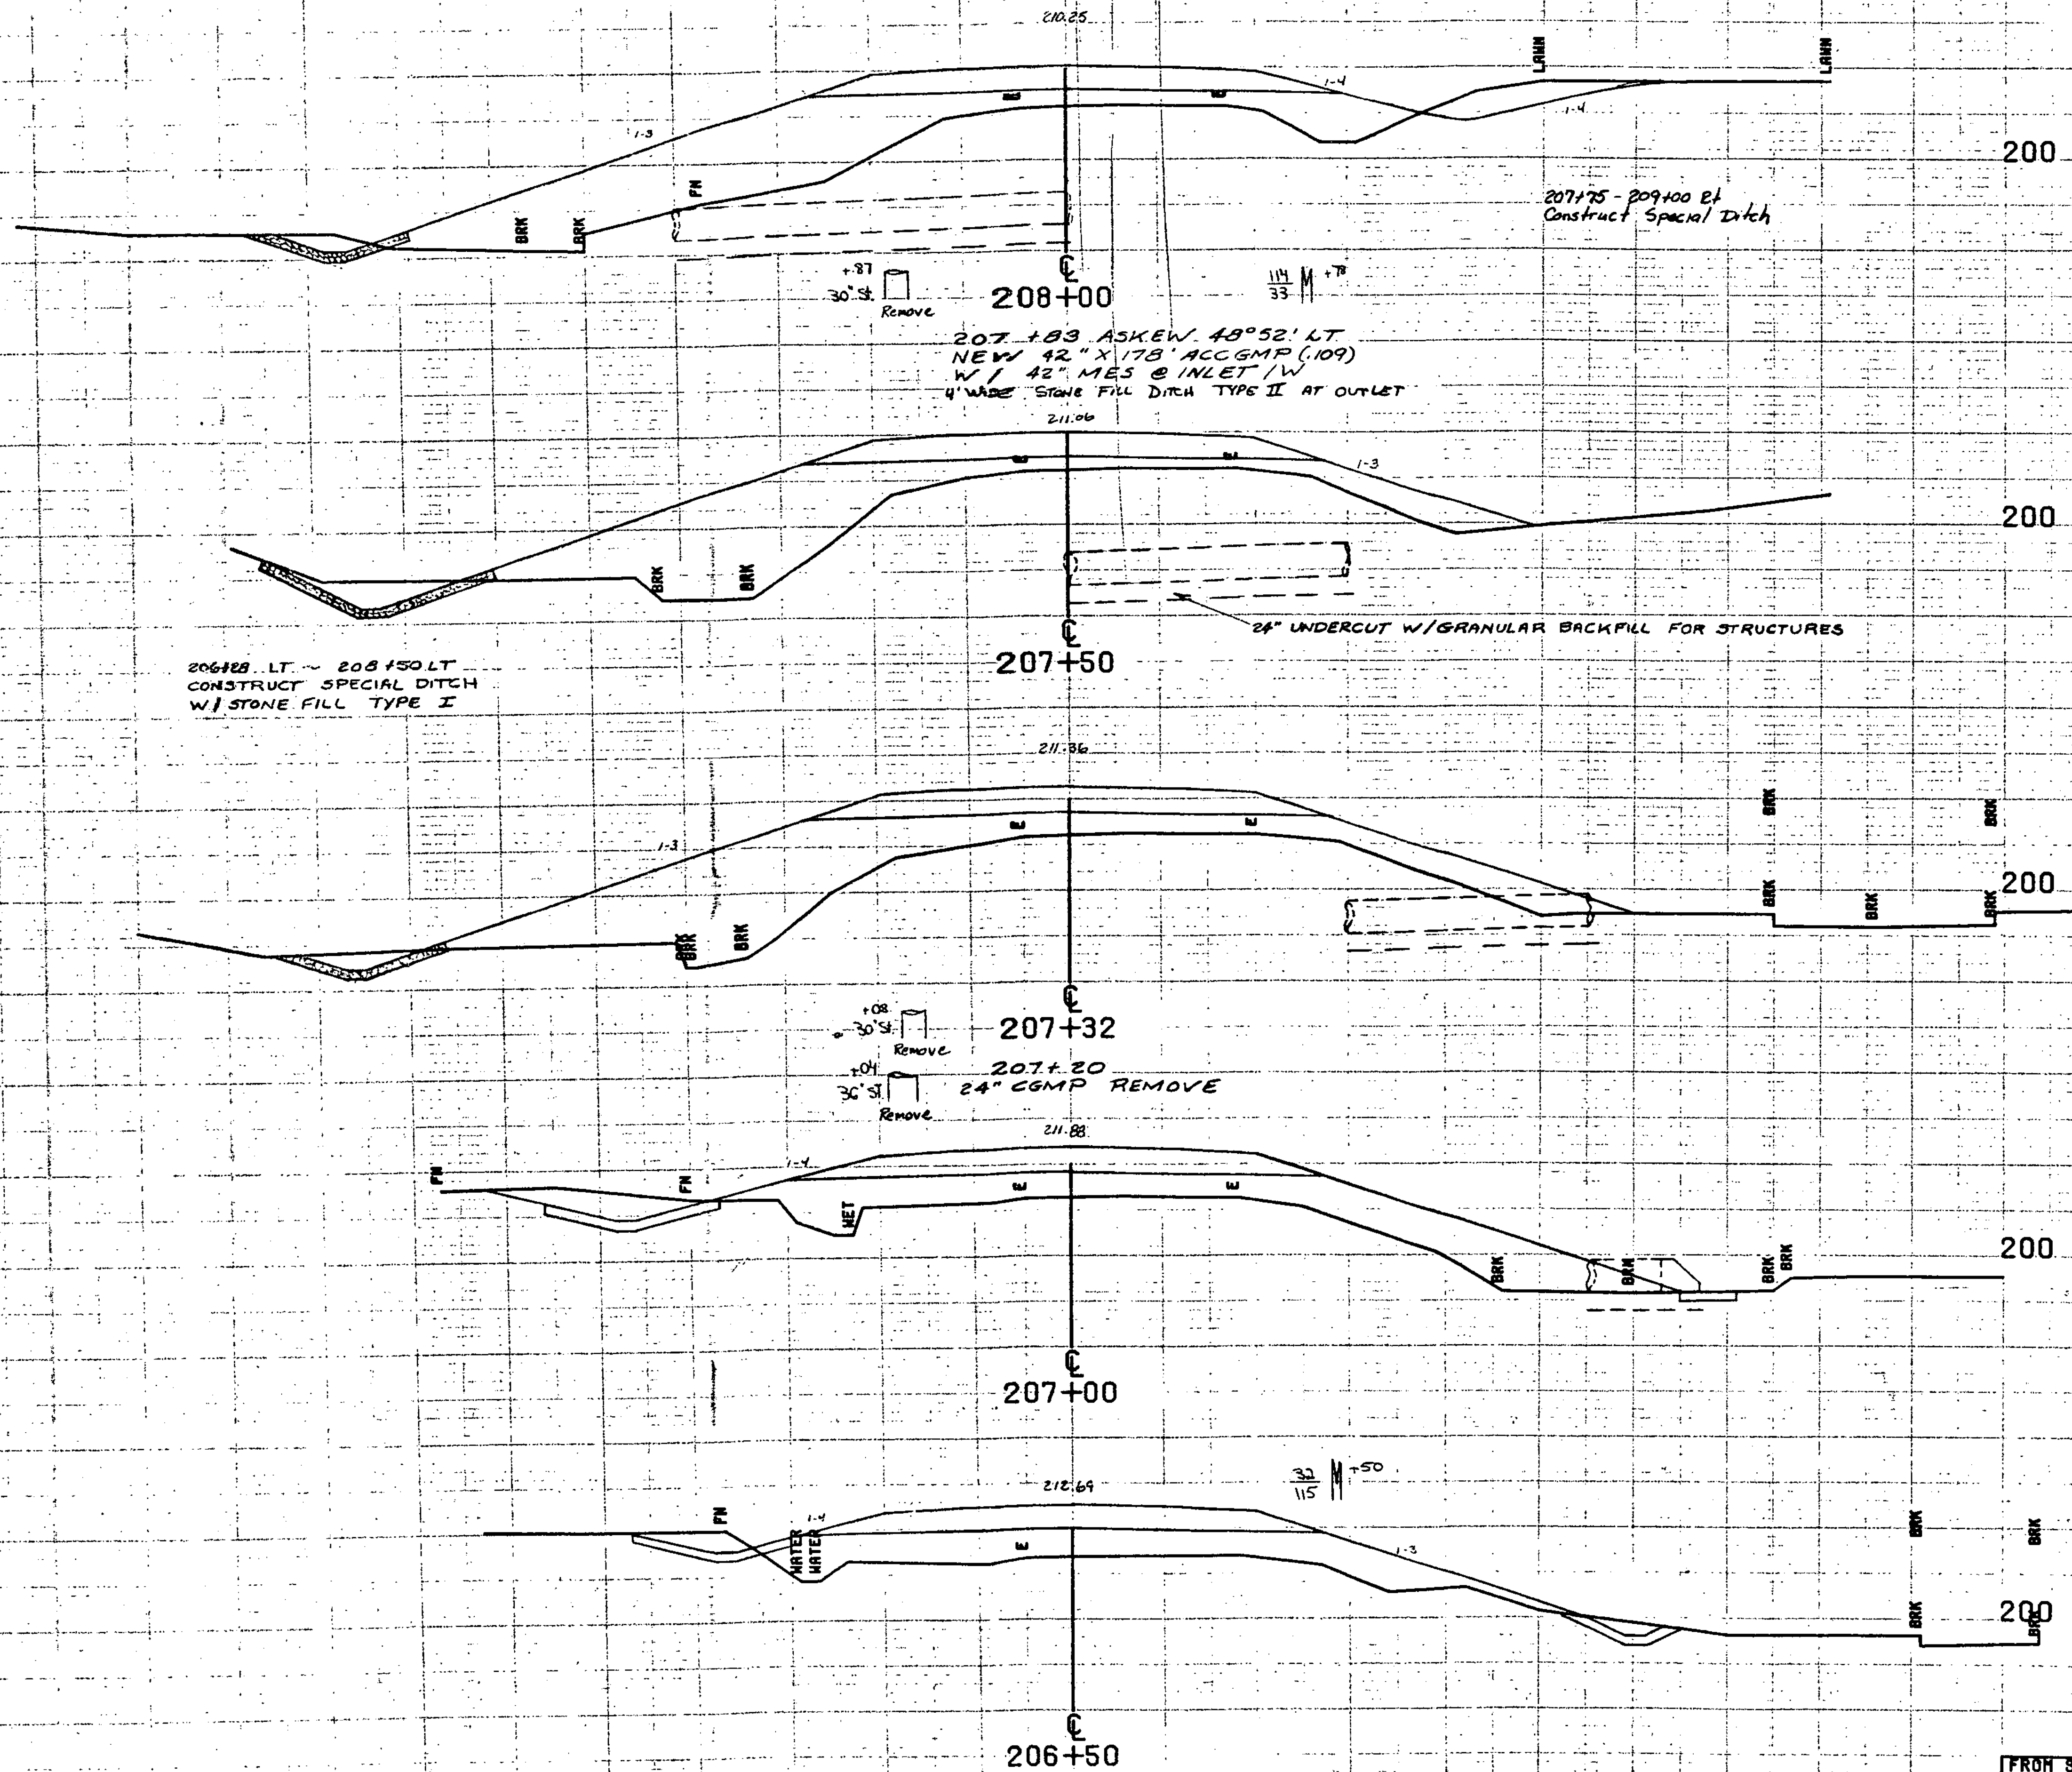 210.25
LAWN
LAWN
1-4
1-4
E
E
1-3
200
FN
BRK
BRK
207+75 - 209+00 Rt
Construct Special Ditch
+87
30" St.
Remove
℄
208+00
114
33
M +78
207 +83 ASKEW 48°52' LT
NEW 42" X 178' ACCGMP (.109)
W / 42" MES @ INLET /W
4' WIDE STONE FILL DITCH TYPE II AT OUTLET
211.06
E
E
1-3
200
BRK
BRK
24" UNDERCUT W/GRANULAR BACKFILL FOR STRUCTURES
℄
207+50
206+28 LT ~ 208+50 LT
CONSTRUCT SPECIAL DITCH
W/ STONE FILL TYPE I
211.36
BRK
BRK
E
E
1-3
200
BRK
BRK
BRK
BRK
BRK
BRK
℄
207+32
+08
30" St
Remove
207+20
24" CGMP REMOVE
+04
36" St
Remove
211.88
1-4
FN
FN
E
E
WET
200
BRK
BRK
BRK
BRK
℄
207+00
32
115
M +50
212.69
FN
WATER
WATER
E
1-3
BRK
BRK
200
BRK
BRK
℄
206+50
FROM S